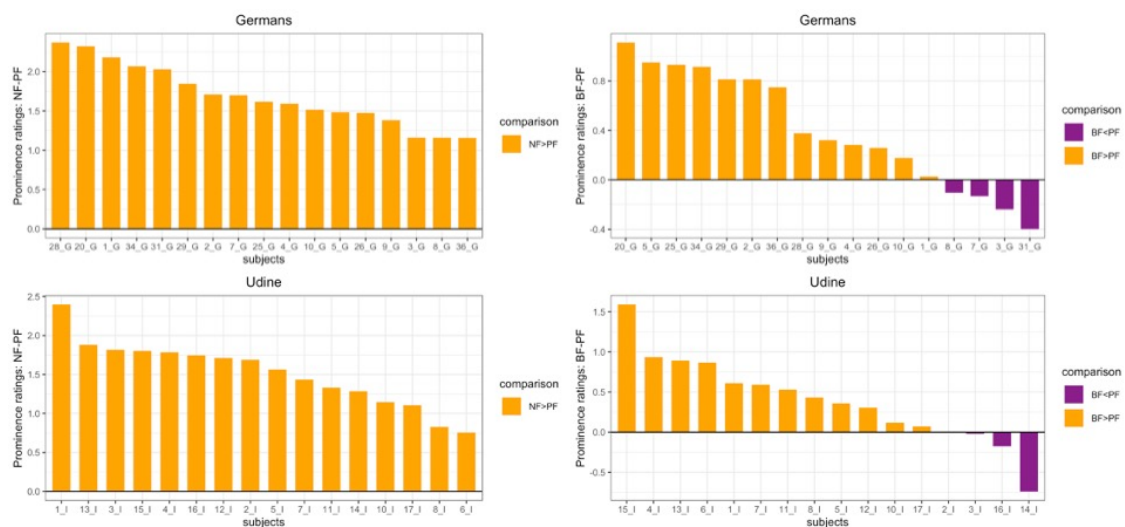 Germans
Prominence ratings: NF-PF
2.0
1.5
1.0
0.5
0.0
28_G 20_G 1_G 34_G 31_G 29_G 2_G 7_G 25_G 4_G 10_G 5_G 26_G 9_G 3_G 8_G 36_G
subjects
comparison
NF>PF
Germans
Prominence ratings: BF-PF
0.8
0.4
0.0
-0.4
20_G 5_G 25_G 34_G 29_G 2_G 36_G 28_G 9_G 4_G 26_G 10_G 1_G 8_G 7_G 3_G 31_G
subjects
comparison
BF<PF
BF>PF
Udine
Prominence ratings: NF-PF
2.5
2.0
1.5
1.0
0.5
0.0
1_I 13_I 3_I 15_I 4_I 16_I 12_I 2_I 5_I 7_I 11_I 14_I 10_I 17_I 8_I 6_I
subjects
comparison
NF>PF
Udine
Prominence ratings: BF-PF
1.5
1.0
0.5
0.0
-0.5
15_I 4_I 13_I 6_I 1_I 7_I 11_I 8_I 5_I 12_I 10_I 17_I 2_I 3_I 16_I 14_I
subjects
comparison
BF<PF
BF>PF